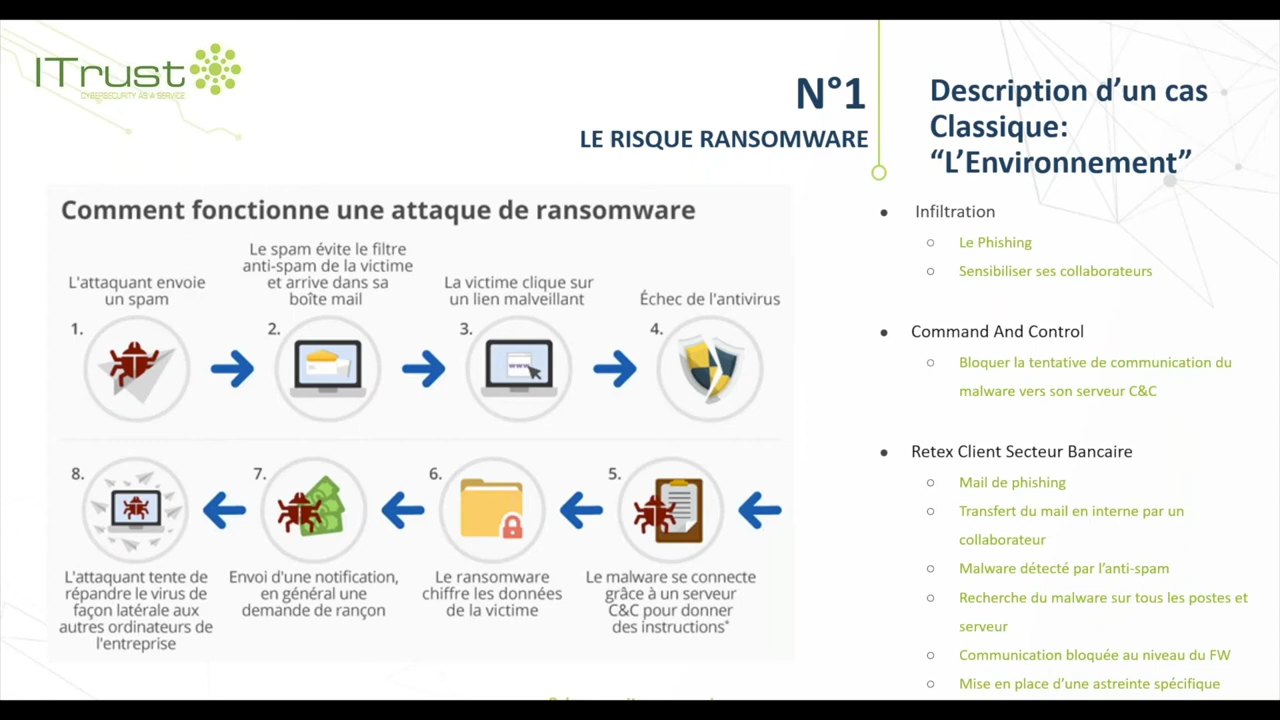 ITrust
CYBERSECURITY AS A SERVICE
N°1
LE RISQUE RANSOMWARE
Comment fonctionne une attaque de ransomware
L'attaquant envoie
un spam
Le spam évite le filtre
anti-spam de la victime
et arrive dans sa
boîte mail
La victime clique sur
un lien malveillant
Échec de l'antivirus
1.
2.
3.
www
4.
8.
7.
6.
5.
L'attaquant tente de
répandre le virus de
façon latérale aux
autres ordinateurs de
l'entreprise
Envoi d'une notification,
en général une
demande de rançon
Le ransomware
chiffre les données
de la victime
Le malware se connecte
grâce à un serveur
C&C pour donner
des instructions*
Description d’un cas
Classique:
“L’Environnement”
● Infiltration
○ Le Phishing
○ Sensibiliser ses collaborateurs
● Command And Control
○ Bloquer la tentative de communication du
malware vers son serveur C&C
● Retex Client Secteur Bancaire
○ Mail de phishing
○ Transfert du mail en interne par un
collaborateur
○ Malware détecté par l’anti-spam
○ Recherche du malware sur tous les postes et
serveur
○ Communication bloquée au niveau du FW
○ Mise en place d’une astreinte spécifique